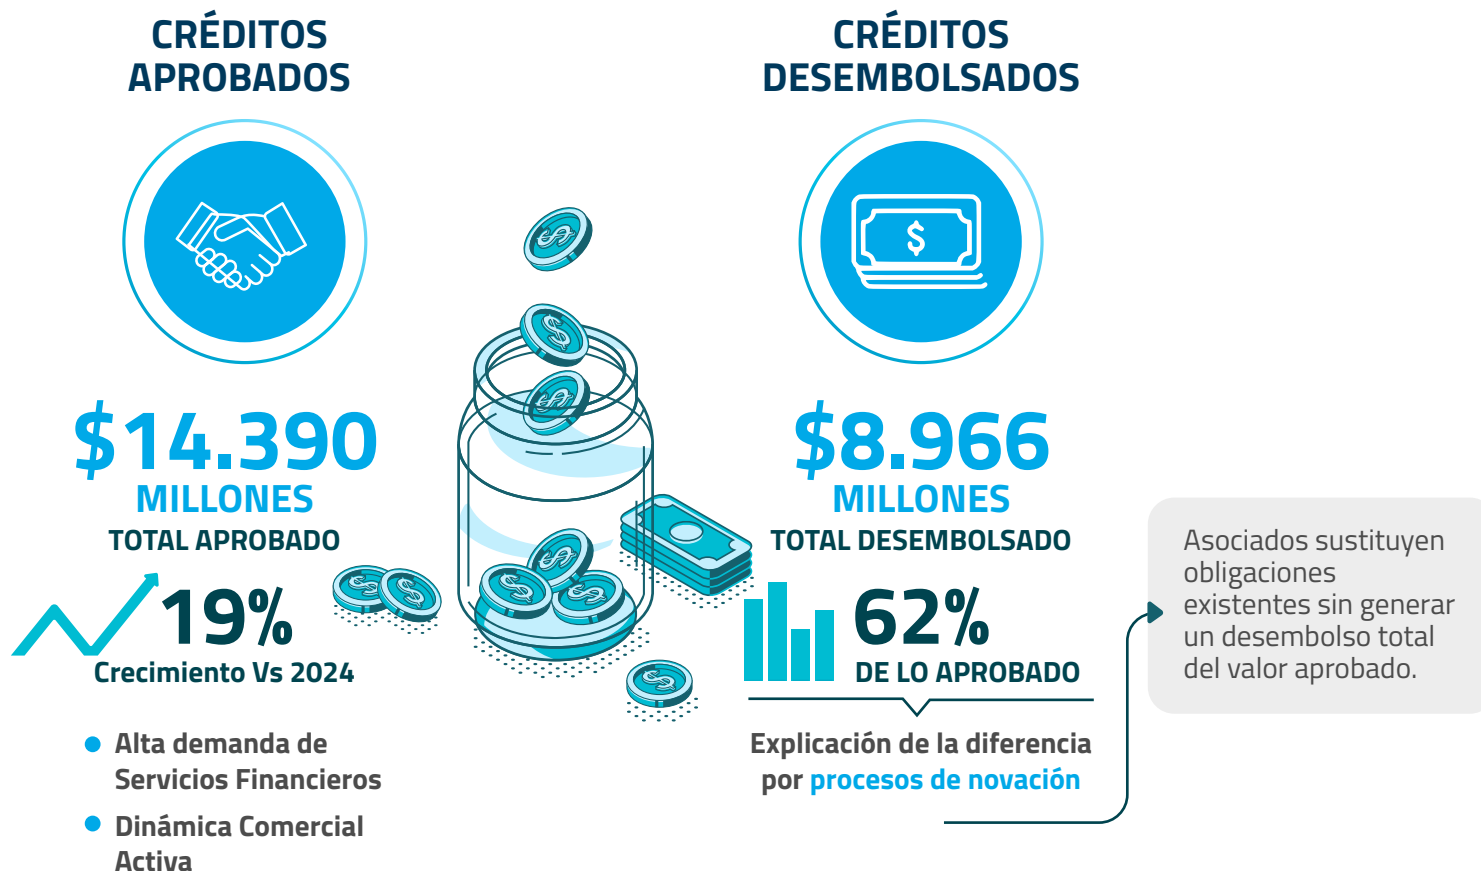 CRÉDITOS
APROBADOS
$14.390
MILLONES
TOTAL APROBADO
19%
Crecimiento Vs 2024
Alta demanda de
Servicios Financieros
Dinámica Comercial
Activa
CRÉDITOS
DESEMBOLSADOS
$8.966
MILLONES
TOTAL DESEMBOLSADO
62%
DE LO APROBADO
Explicación de la diferencia
por procesos de novación
Asociados sustituyen
obligaciones
existentes sin generar
un desembolso total
del valor aprobado.